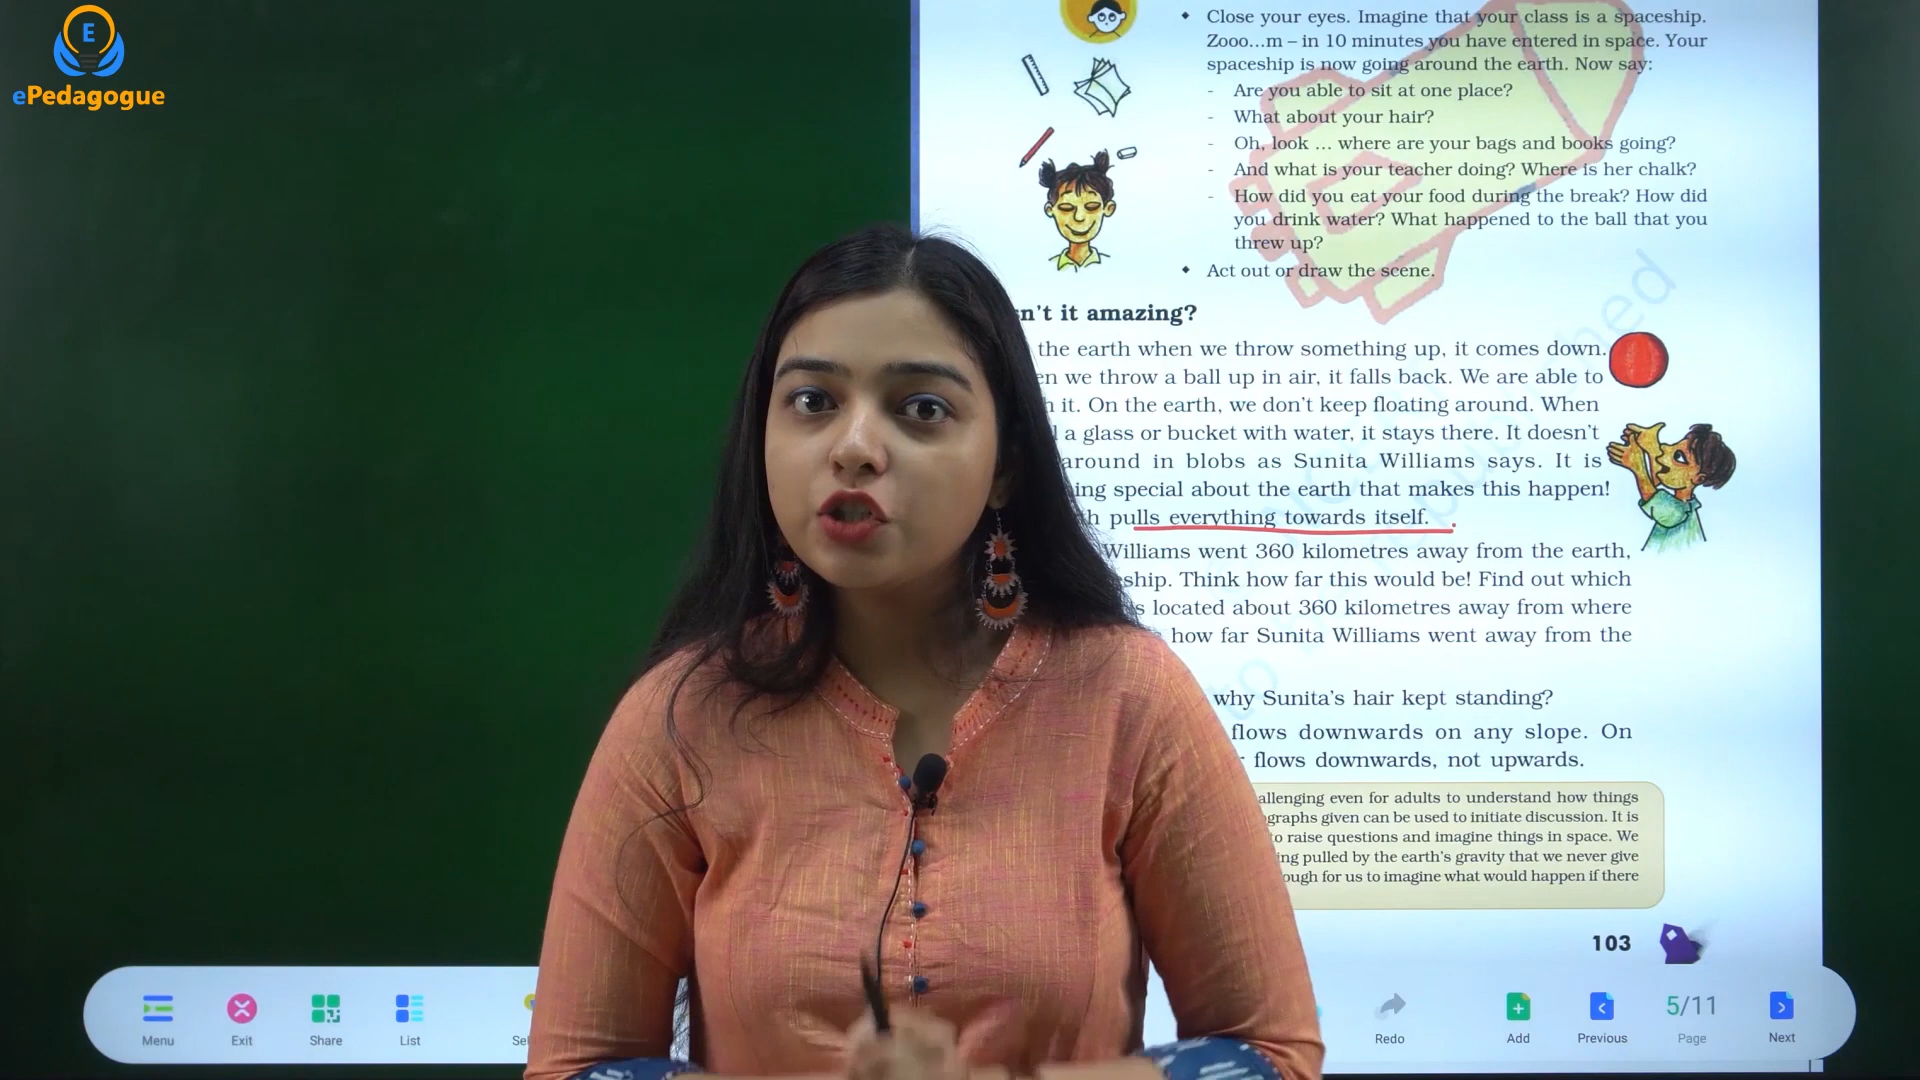 E
ePedagogue
♦ Close your eyes. Imagine that your class is a spaceship.
Zooo...m – in 10 minutes you have entered in space. Your
spaceship is now going around the earth. Now say:
- Are you able to sit at one place?
- What about your hair?
- Oh, look ... where are your bags and books going?
- And what is your teacher doing? Where is her chalk?
- How did you eat your food during the break? How did
you drink water? What happened to the ball that you
threw up?
♦ Act out or draw the scene.
sn't it amazing?
the earth when we throw something up, it comes down.
en we throw a ball up in air, it falls back. We are able to
h it. On the earth, we don't keep floating around. When
a glass or bucket with water, it stays there. It doesn't
around in blobs as Sunita Williams says. It is
ing special about the earth that makes this happen!
h pulls everything towards itself.
Williams went 360 kilometres away from the earth,
eship. Think how far this would be! Find out which
s located about 360 kilometres away from where
how far Sunita Williams went away from the
why Sunita's hair kept standing?
flows downwards on any slope. On
r flows downwards, not upwards.
allenging even for adults to understand how things
ographs given can be used to initiate discussion. It is
to raise questions and imagine things in space. We
ing pulled by the earth's gravity that we never give
ough for us to imagine what would happen if there
103
Menu
Exit
Share
List
Sel
Redo
Add
Previous
5/11
Page
Next